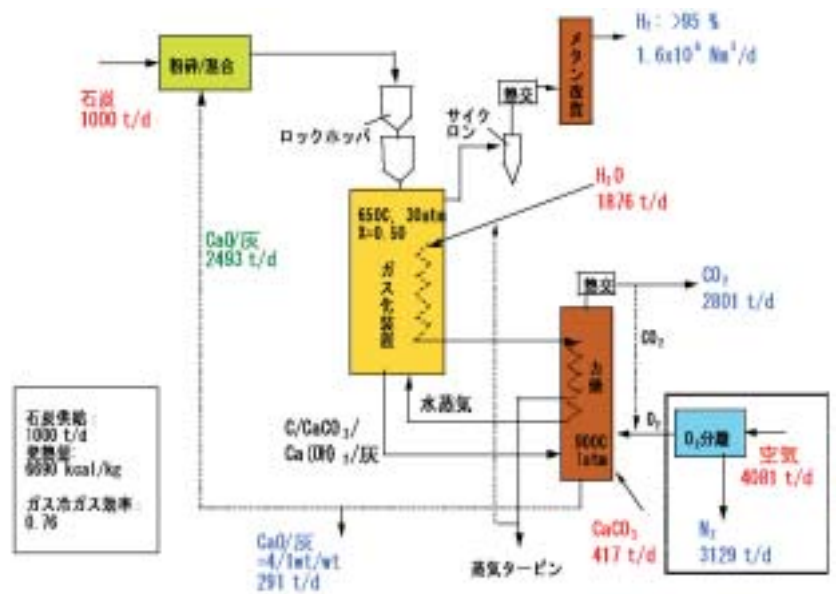 粉砕/混合
石炭
1000 t/d
ロックホッパ
サイク
ロン
熱交
メタン改質
H₂: >95 %
1.6x10⁶ Nm³/d
650C, 30atm
X=0.50
ガス化装置
H₂O
1876 t/d
CaO/灰
2493 t/d
熱交
CO₂
2801 t/d
CO₂
か焼
900C
1atm
水蒸気
C/CaCO₃/
Ca(OH)₂/灰
O₂
O₂分離
空気
4081 t/d
N₂
3129 t/d
CaCO₃
417 t/d
蒸気タービン
CaO/灰
=4/1wt/wt
291 t/d
石炭供給:
1000 t/d
発熱量:
6690 kcal/kg
ガス冷ガス効率:
0.76